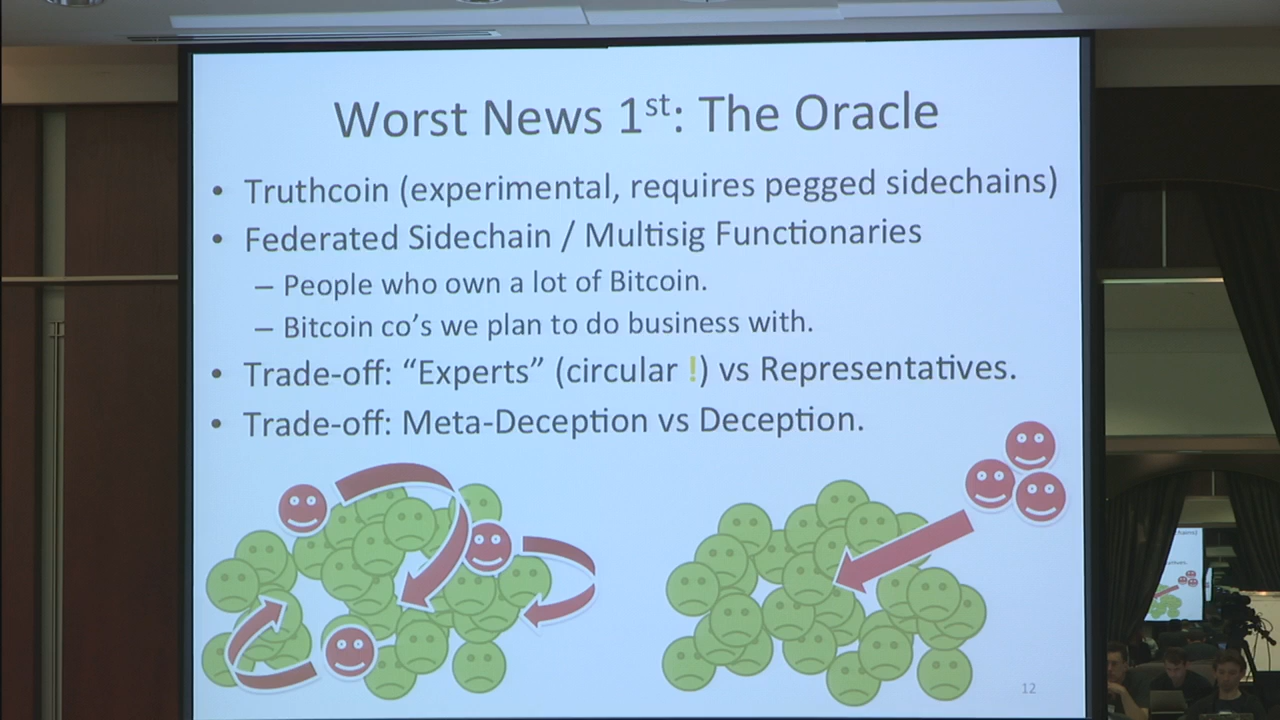 Worst News 1st: The Oracle
• Truthcoin (experimental, requires pegged sidechains)
• Federated Sidechain / Multisig Functionaries
– People who own a lot of Bitcoin.
– Bitcoin co's we plan to do business with.
• Trade-off: “Experts” (circular !) vs Representatives.
• Trade-off: Meta-Deception vs Deception.
12